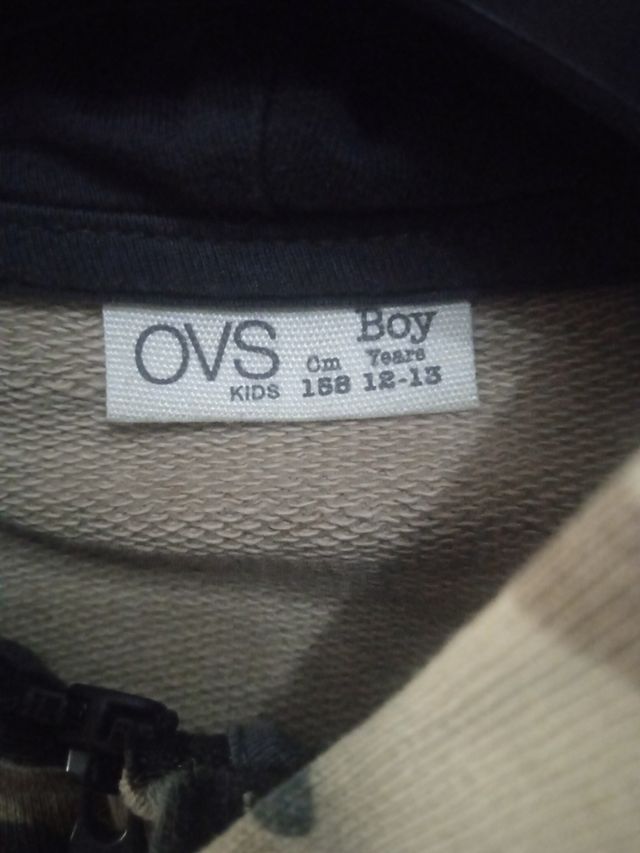 OVS
KIDS
Boy
Cm Years
158 12-13